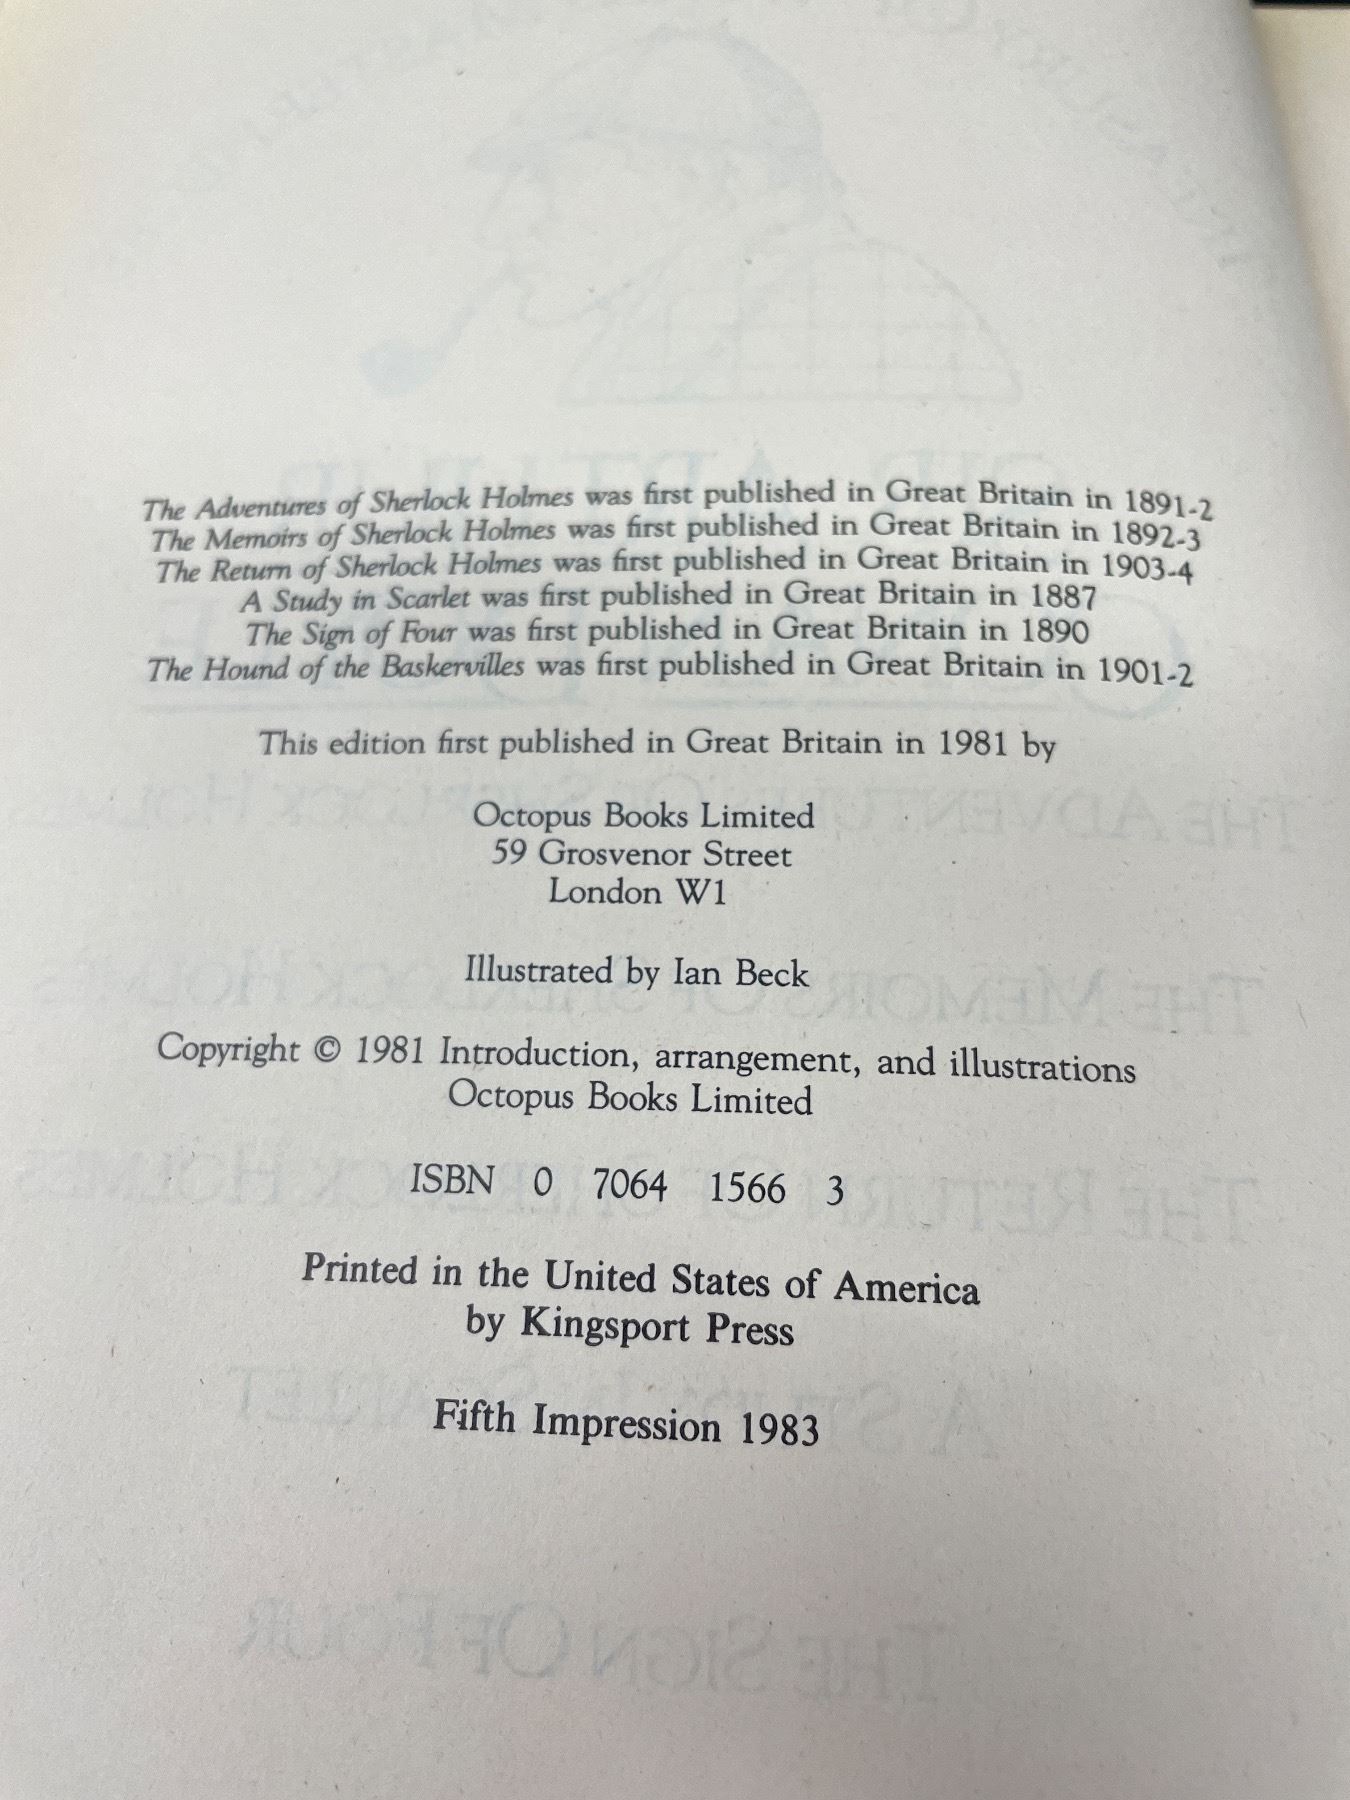 The Adventures of Sherlock Holmes was first published in Great Britain in 1891-2
The Memoirs of Sherlock Holmes was first published in Great Britain in 1892-3
The Return of Sherlock Holmes was first published in Great Britain in 1903-4
A Study in Scarlet was first published in Great Britain in 1887
The Sign of Four was first published in Great Britain in 1890
The Hound of the Baskervilles was first published in Great Britain in 1901-2
This edition first published in Great Britain in 1981 by
Octopus Books Limited
59 Grosvenor Street
London W1
Illustrated by Ian Beck
Copyright © 1981 Introduction, arrangement, and illustrations
Octopus Books Limited
ISBN 0 7064 1566 3
Printed in the United States of America
by Kingsport Press
Fifth Impression 1983